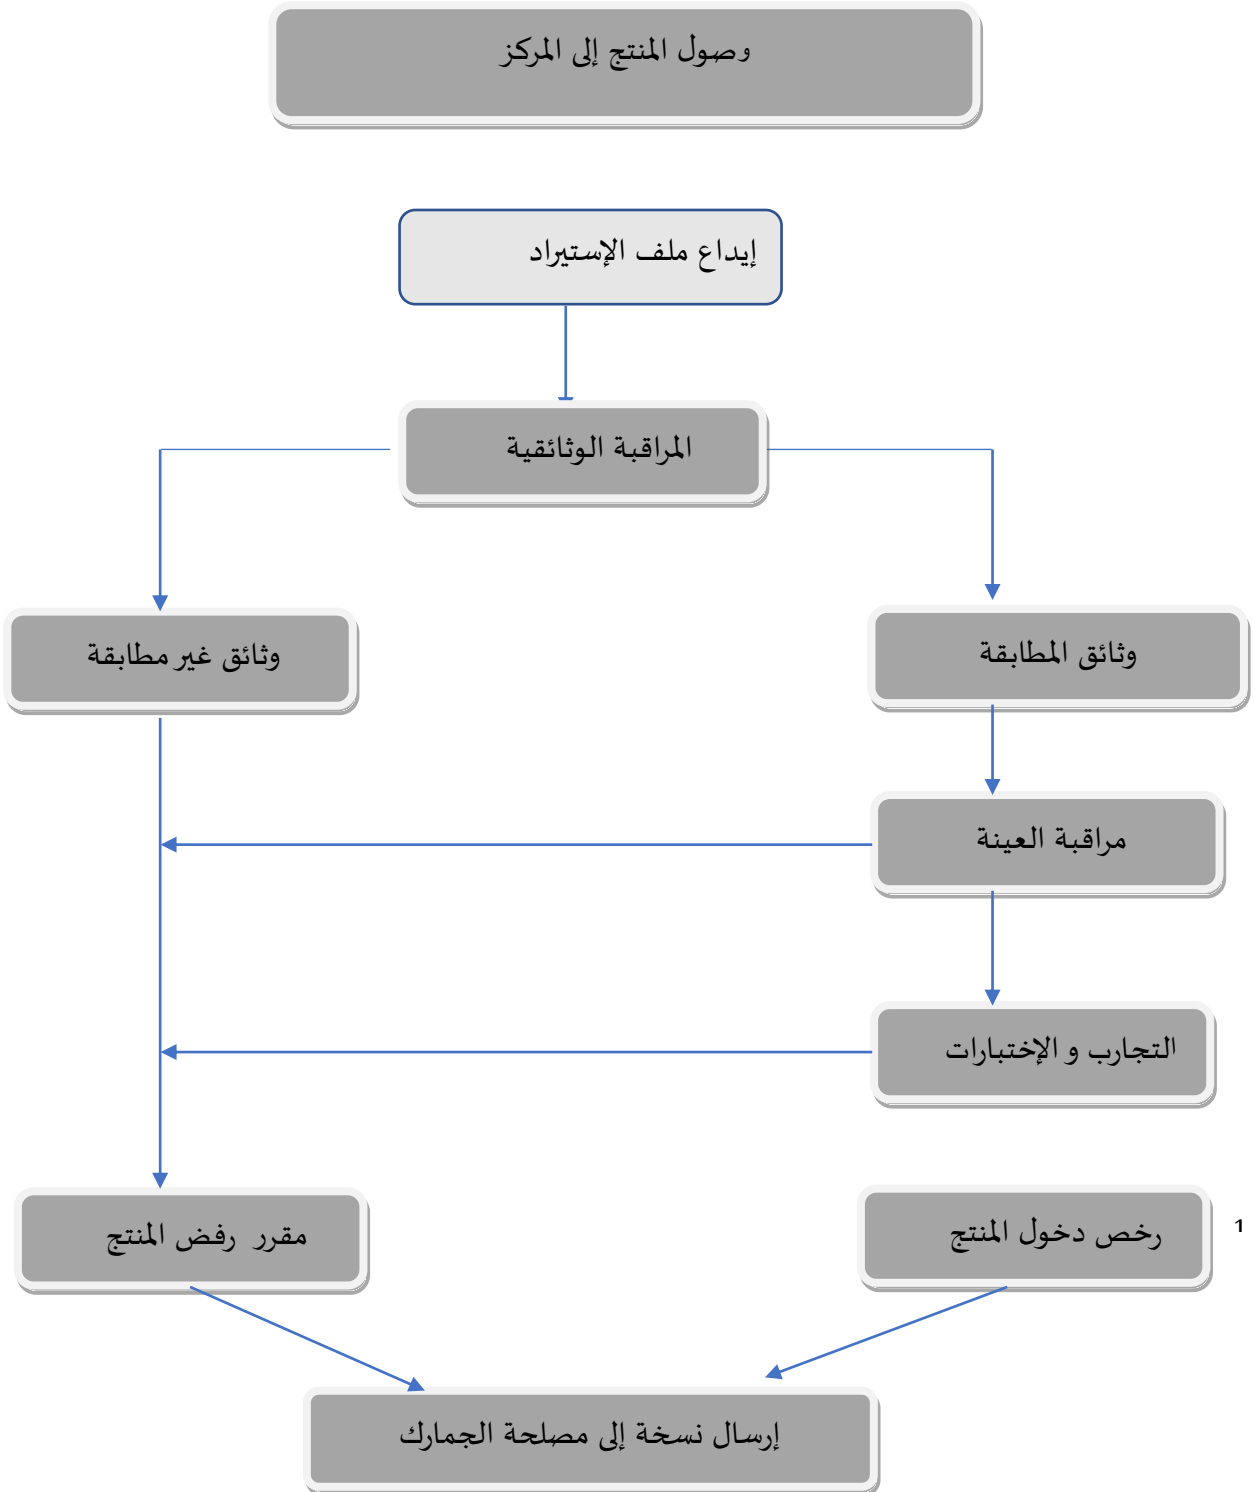 وصول المنتج إلى المركز
إيداع ملف الإستيراد
المراقبة الوثائقية
وثائق المطابقة
وثائق غير مطابقة
مراقبة العينة
التجارب و الإختبارات
رخص دخول المنتج
1
مقرر رفض المنتج
إرسال نسخة إلى مصلحة الجمارك